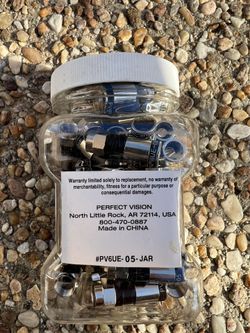 Warranty limited solely to replacement, no warranty of
merchantability, fitness for a particular purpose or
consequential damages.
PERFECT VISION
North Little Rock, AR 72114, USA
800-470-0887
Made in CHINA
#PV6UE-05-JAR